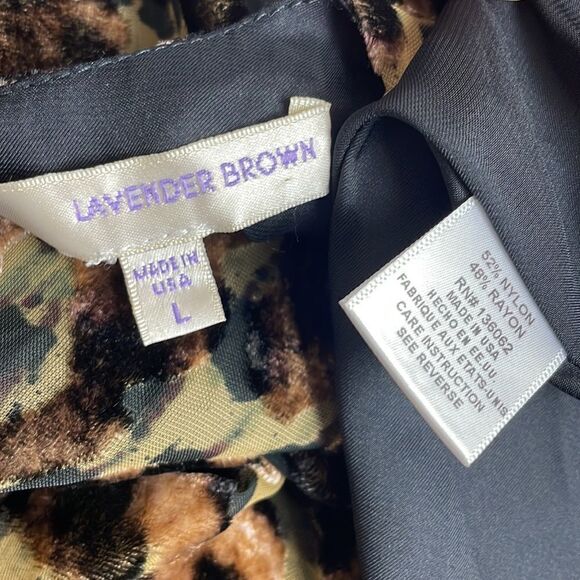 LAVENDER BROWN
MADE IN
USA
L
52% NYLON
48% RAYON
RN# 136062
MADE IN USA
HECHO EN EE.UU
FABRIQUE AUX ÉTATS-UNIS
CARE INSTRUCTION
SEE REVERSE